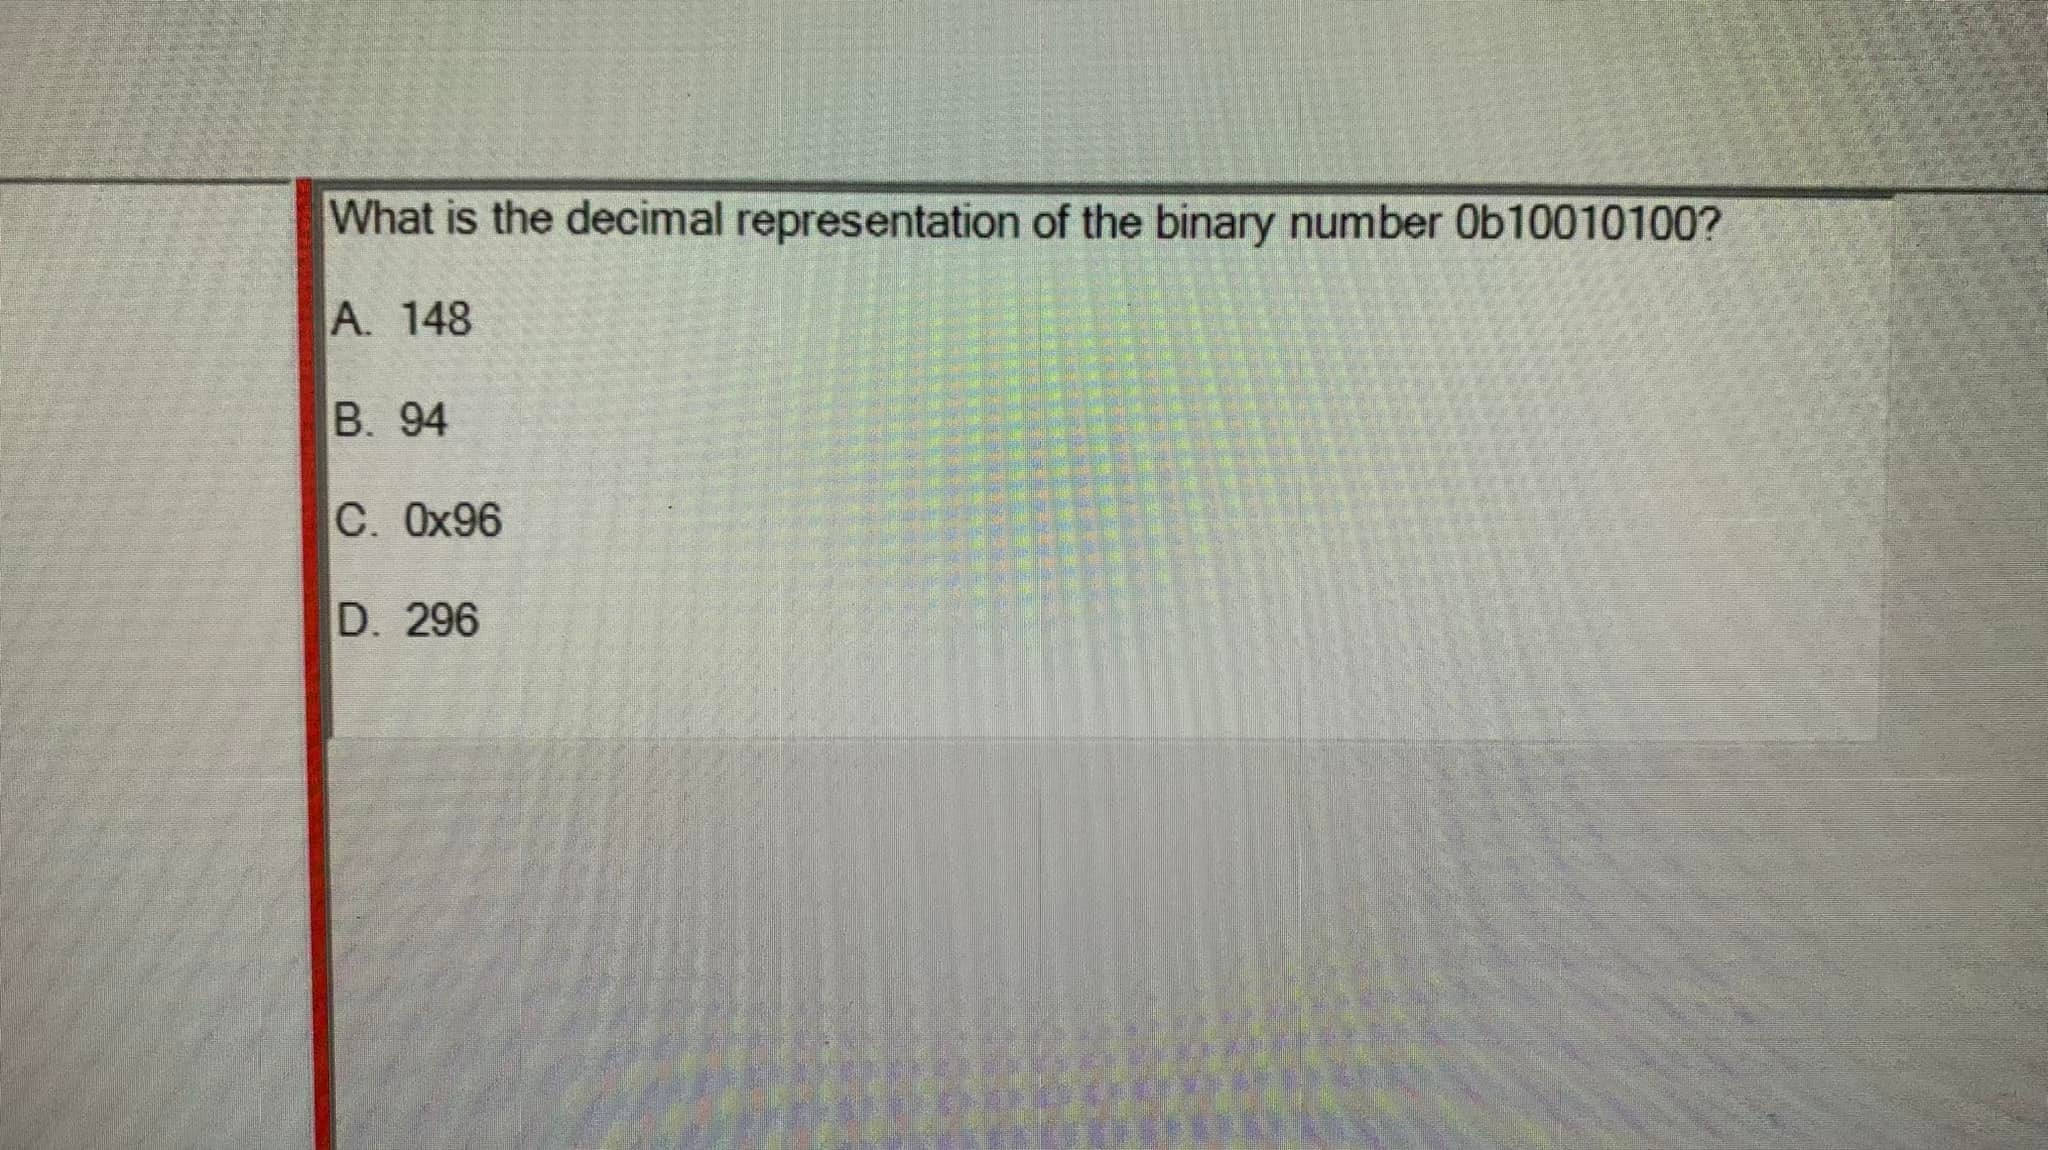 What is the decimal representation of the binary number 0b10010100?
A. 148
B. 94
C. 0x96
D. 296